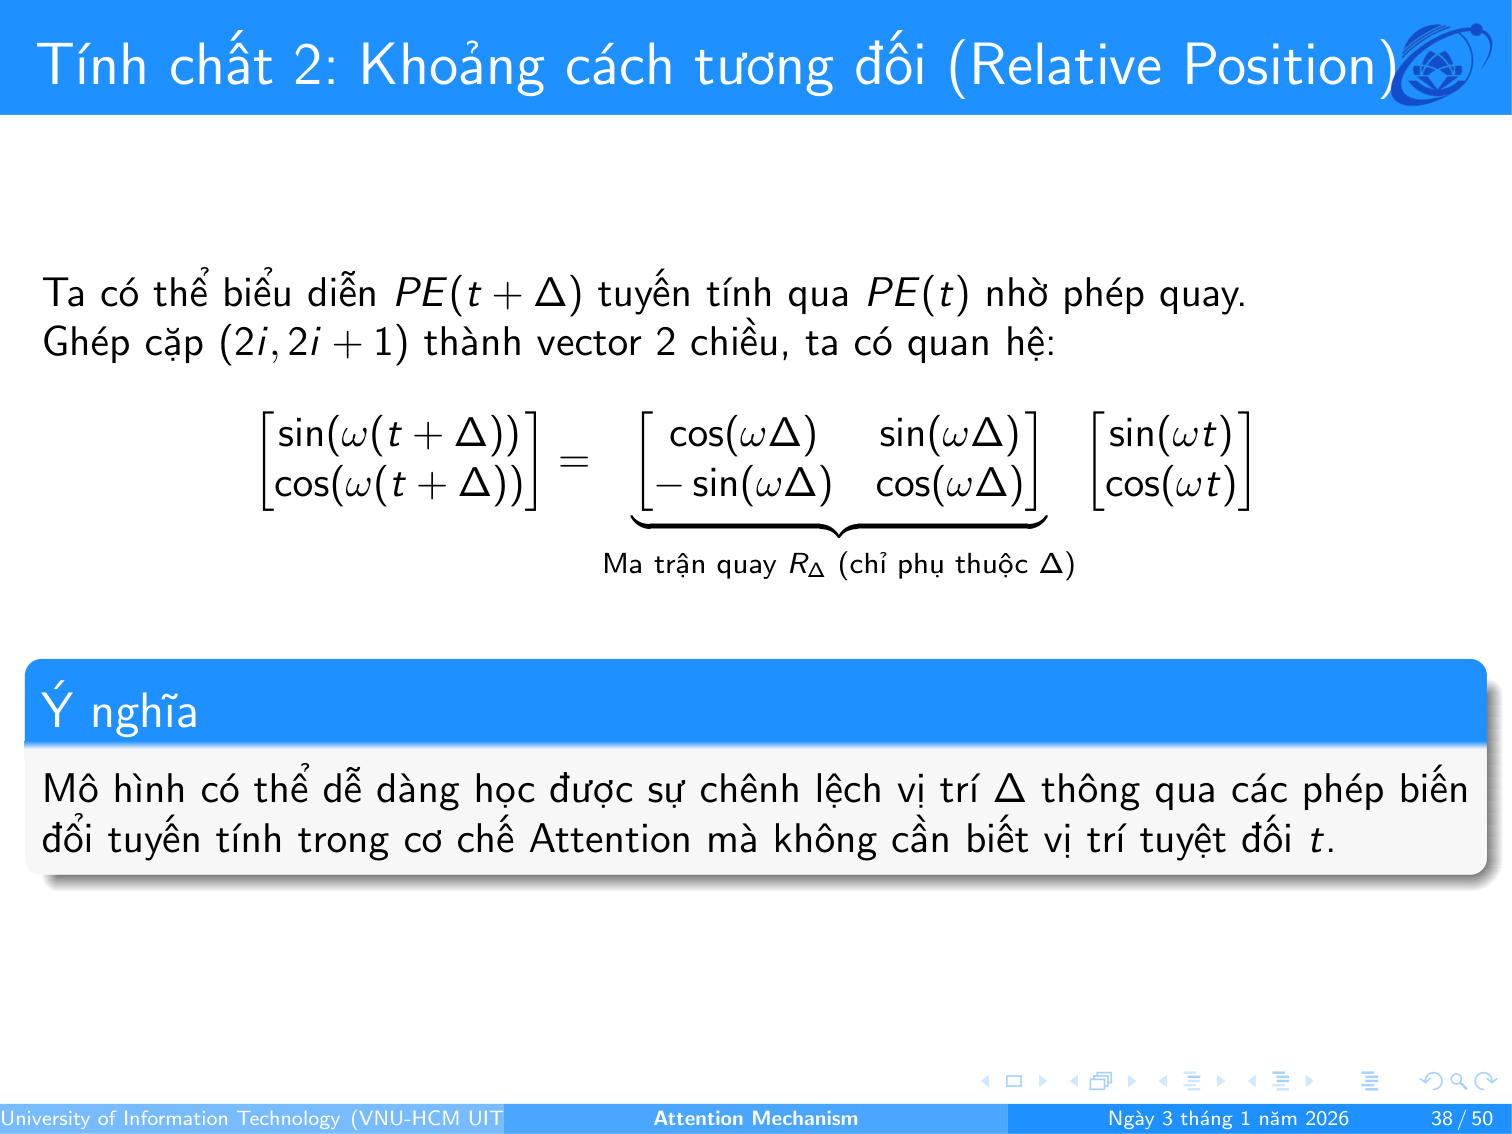 Tính chất 2: Khoảng cách tương đối (Relative Position)
Ta có thể biểu diễn PE(t + Δ) tuyến tính qua PE(t) nhờ phép quay.
Ghép cặp (2i, 2i + 1) thành vector 2 chiều, ta có quan hệ:
[sin(ω(t + Δ))] = [cos(ωΔ) sin(ωΔ)] [sin(ωt)]
[cos(ω(t + Δ))] [− sin(ωΔ) cos(ωΔ)] [cos(ωt)]
Ma trận quay R_Δ (chỉ phụ thuộc Δ)
Ý nghĩa
Mô hình có thể dễ dàng học được sự chênh lệch vị trí Δ thông qua các phép biến
đổi tuyến tính trong cơ chế Attention mà không cần biết vị trí tuyệt đối t.
University of Information Technology (VNU-HCM UIT Attention Mechanism Ngày 3 tháng 1 năm 2026 38 / 50